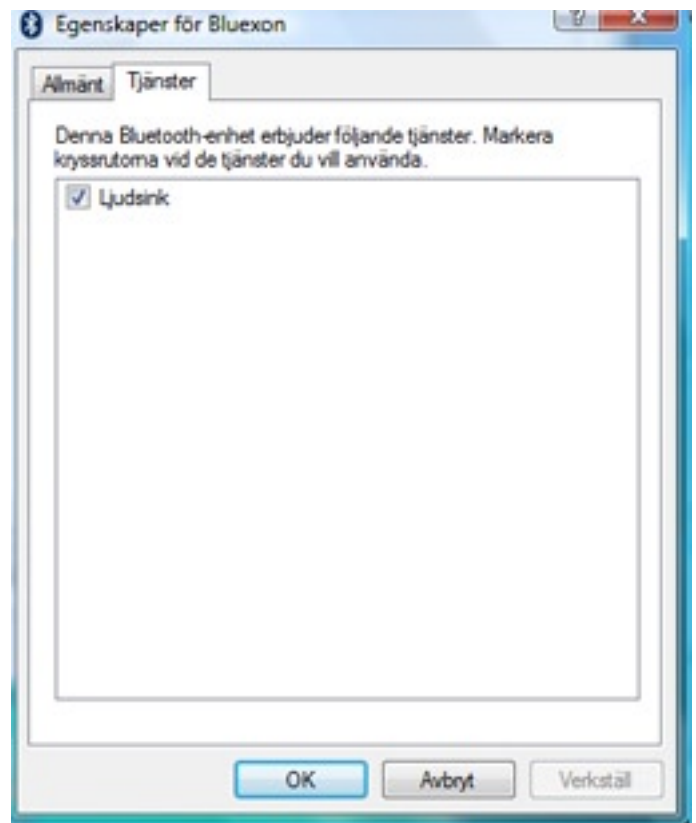 Egenskaper för Bluexon
Allmänt Tjänster
Denna Bluetooth-enhet erbjuder följande tjänster. Markera
kryssrutorna vid de tjänster du vill använda.
Ljudsink
OK Avbryt Verkställ